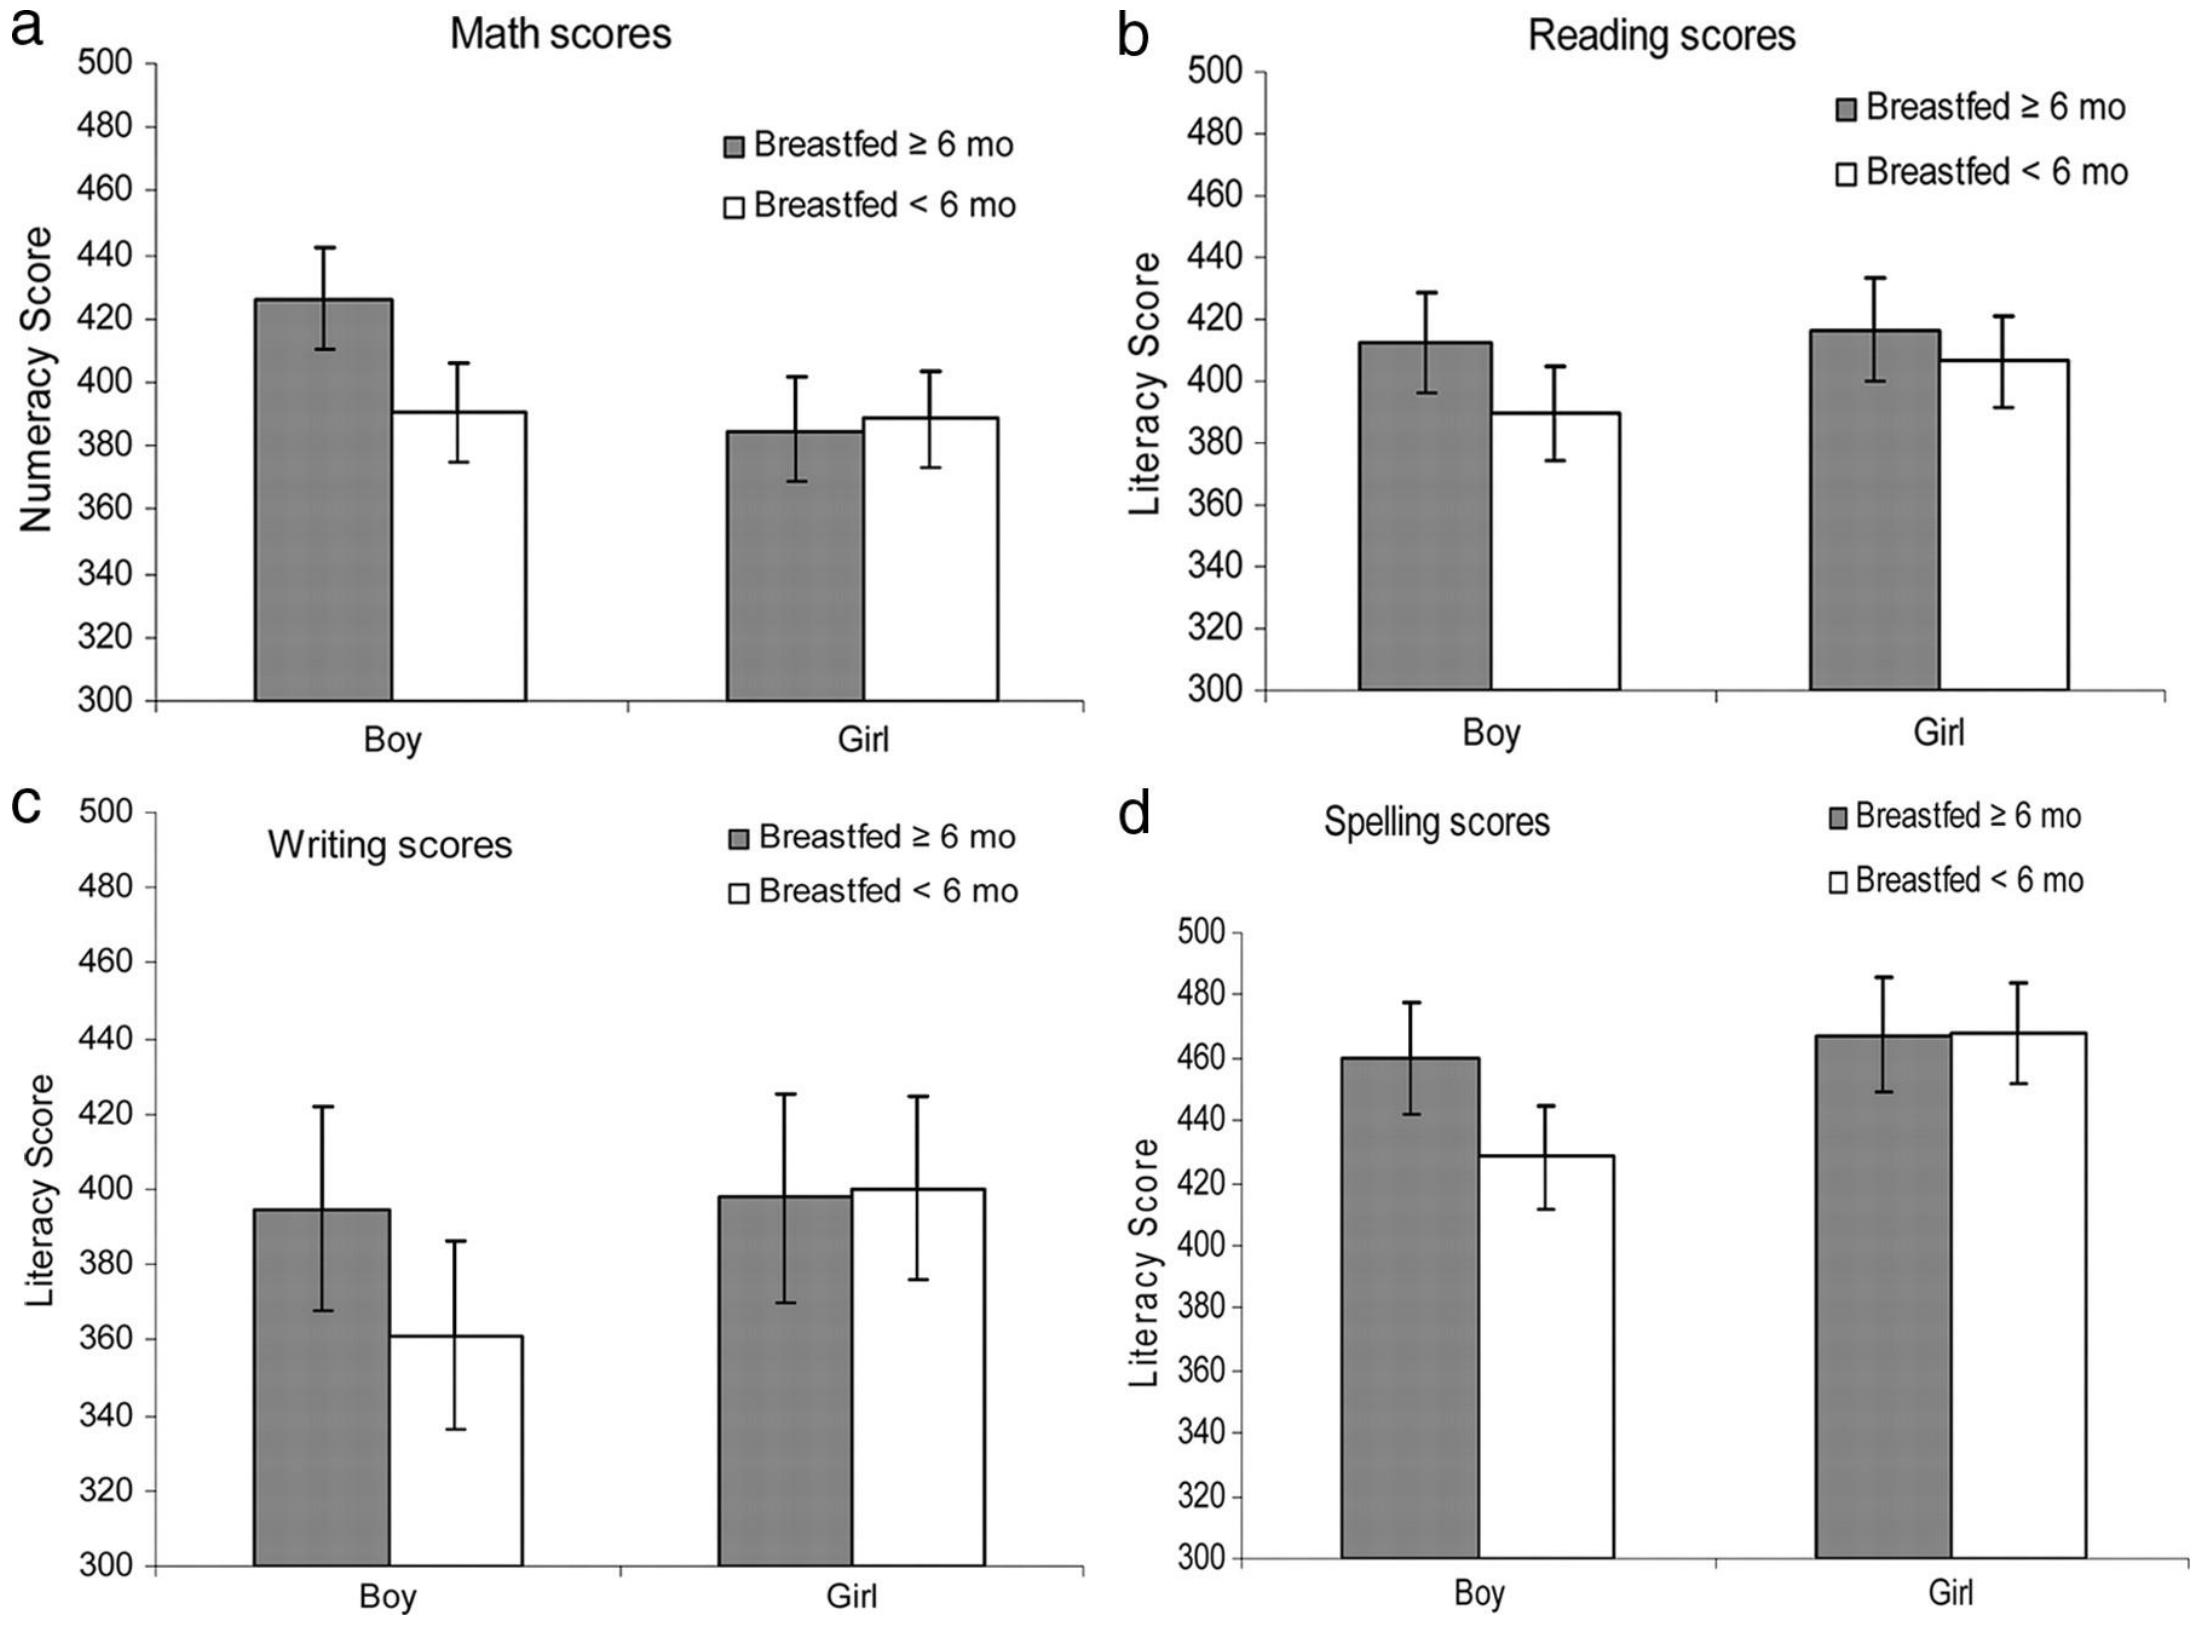 a
Math scores
500
480
460
440
420
400
380
360
340
320
300
Numeracy Score
Breastfed ≥ 6 mo
Breastfed < 6 mo
Boy
Girl
b
Reading scores
500
480
460
440
420
400
380
360
340
320
300
Literacy Score
Breastfed ≥ 6 mo
Breastfed < 6 mo
Boy
Girl
c
Writing scores
500
480
460
440
420
400
380
360
340
320
300
Literacy Score
Breastfed ≥ 6 mo
Breastfed < 6 mo
Boy
Girl
d
Spelling scores
Breastfed ≥ 6 mo
Breastfed < 6 mo
500
480
460
440
420
400
380
360
340
320
300
Literacy Score
Boy
Girl